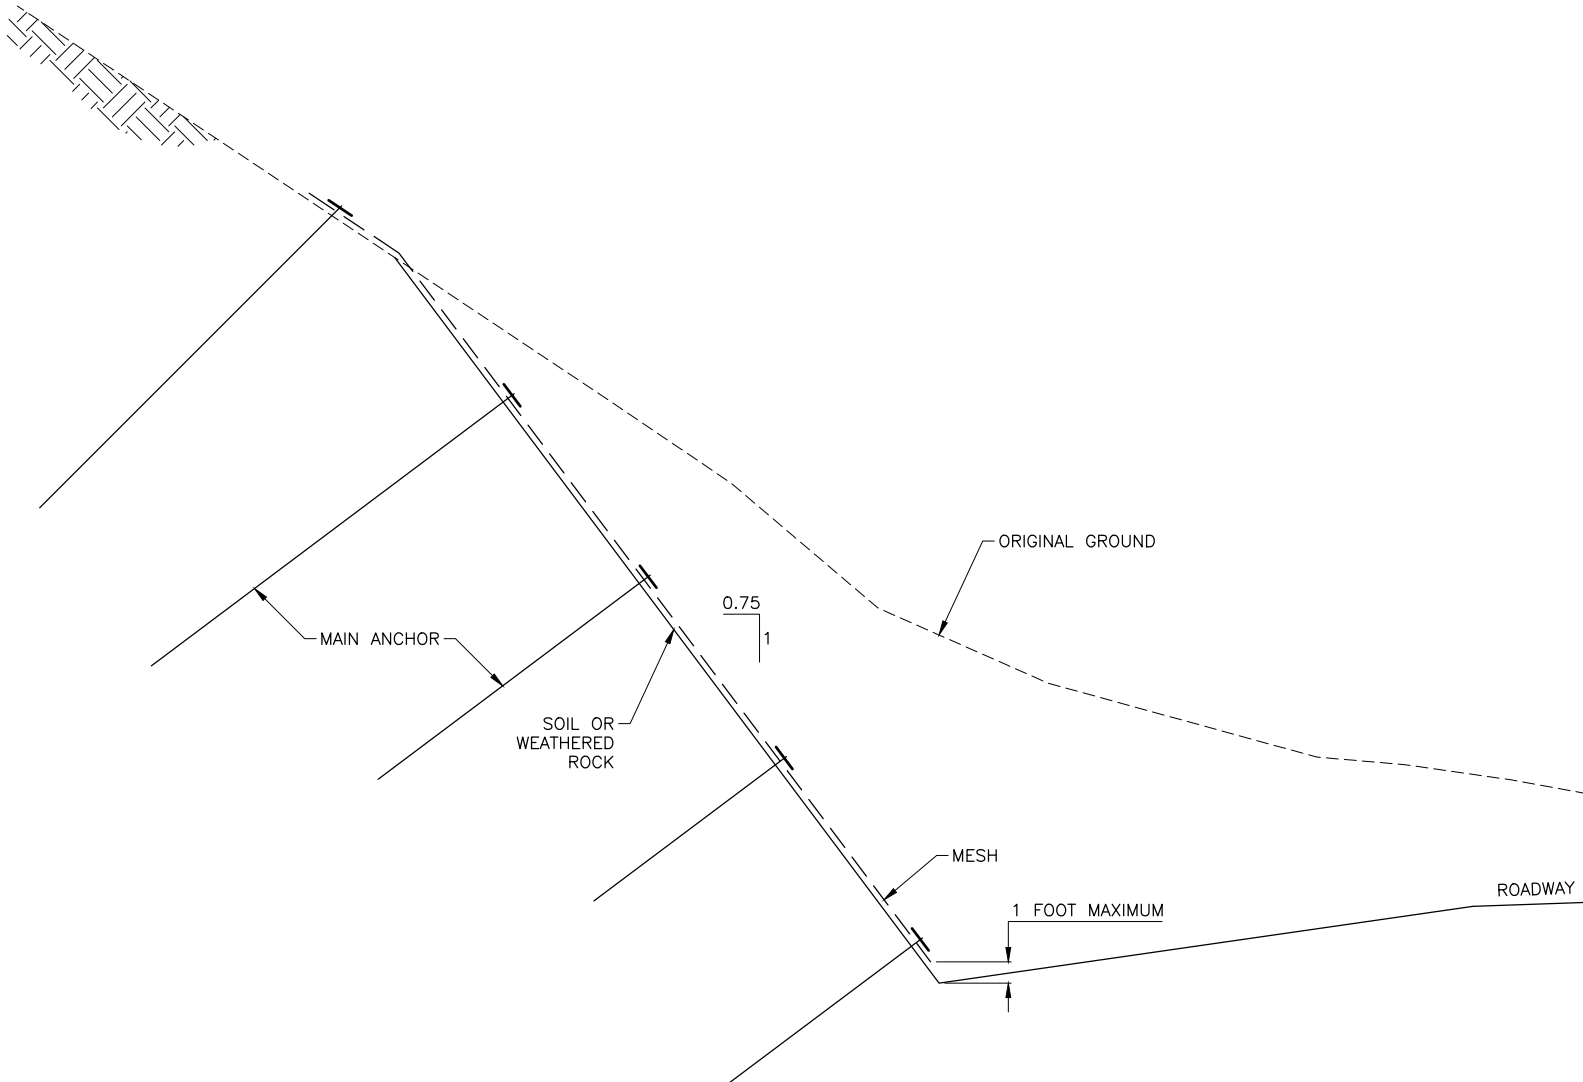 ORIGINAL GROUND
0.75
1
MAIN ANCHOR
SOIL OR
WEATHERED
ROCK
MESH
ROADWAY
1 FOOT MAXIMUM